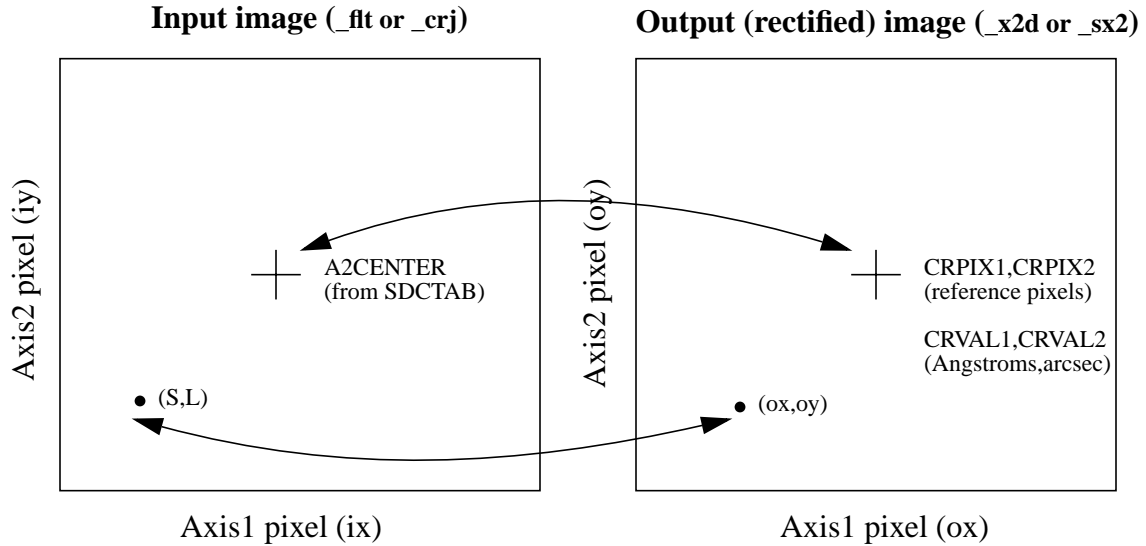 Input image (_flt or _crj)
Output (rectified) image (_x2d or _sx2)
Axis2 pixel (iy)
A2CENTER
(from SDCTAB)
(S,L)
Axis1 pixel (ix)
Axis2 pixel (oy)
CRPIX1,CRPIX2
(reference pixels)
CRVAL1,CRVAL2
(Angstroms,arcsec)
(ox,oy)
Axis1 pixel (ox)